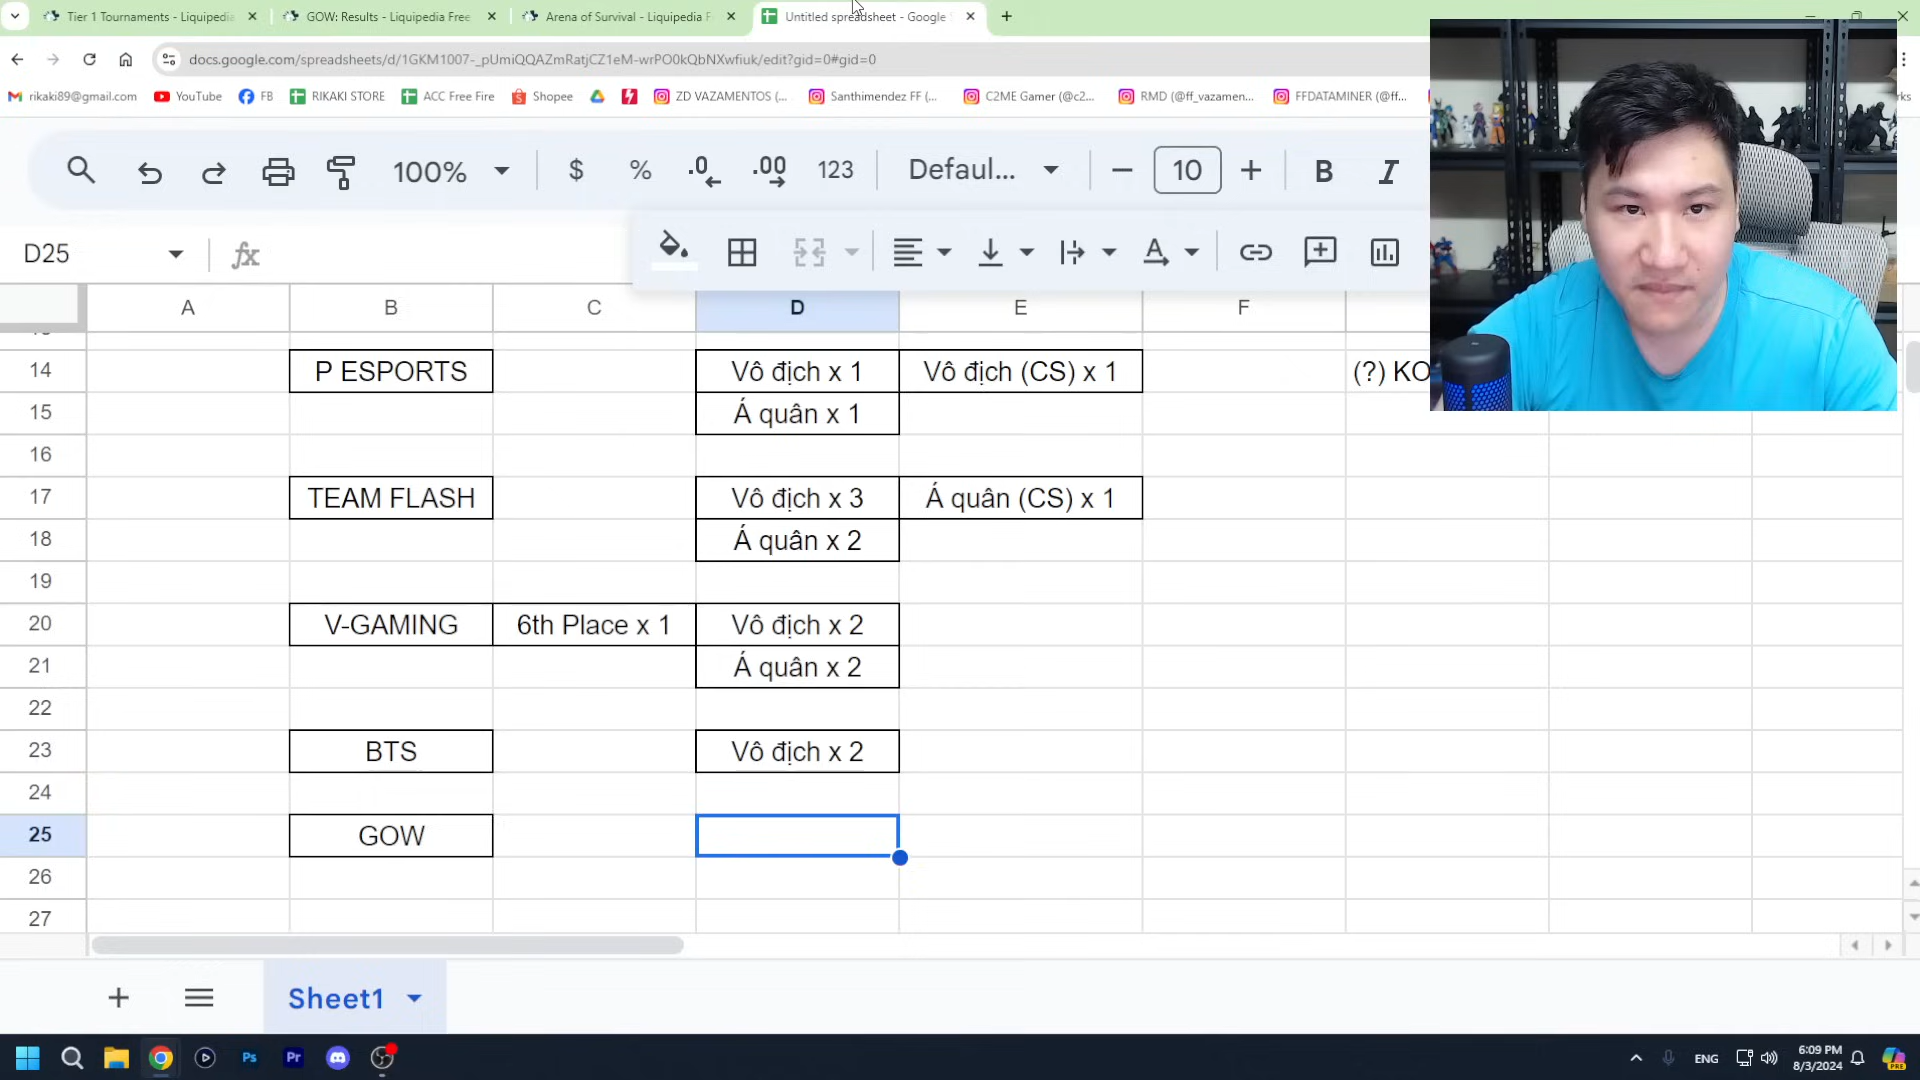 Tier 1 Tournaments - Liquipedia
GOW: Results - Liquipedia Free
Arena of Survival - Liquipedia F
Untitled spreadsheet - Google
docs.google.com/spreadsheets/d/1GKM1007-_pUmiQQAZmRatjCZ1eM-wrPO0kQbNXwfiuk/edit?gid=0#gid=0
rikaki89@gmail.com
YouTube
FB
RIKAKI STORE
ACC Free Fire
Shopee
ZD VAZAMENTOS (...
Santhimendez FF (...
C2ME Gamer (@c2...
RMD (@ff_vazamen...
FFDATAMINER (@ff...
rks
100%
$
%
.0
.00
123
Defaul...
10
B
I
D25
fx
A
A B C D E F
14 P ESPORTS Vô địch x 1 Vô địch (CS) x 1 (?) KO
15 Á quân x 1
16
17 TEAM FLASH Vô địch x 3 Á quân (CS) x 1
18 Á quân x 2
19
20 V-GAMING 6th Place x 1 Vô địch x 2
21 Á quân x 2
22
23 BTS Vô địch x 2
24
25 GOW
26
27
Sheet1
Ps
Pr
ENG
6:09 PM
8/3/2024
PRE